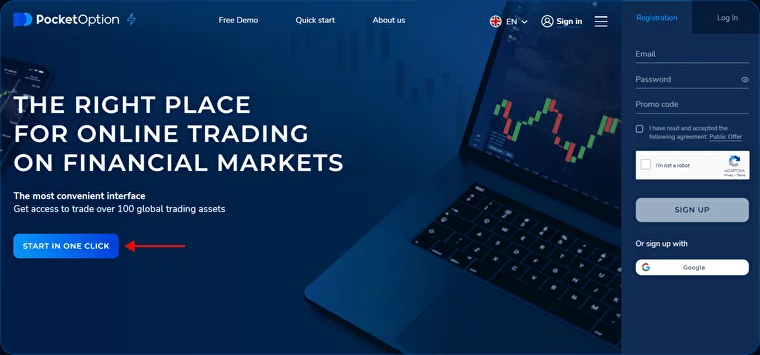 PocketOption
Free Demo
Quick start
About us
EN
Sign in
Registration
Log In
THE RIGHT PLACE
FOR ONLINE TRADING
ON FINANCIAL MARKETS
The most convenient interface
Get access to trade over 100 global trading assets
START IN ONE CLICK
Email
Password
Promo code
I have read and accepted the
following agreement: Public Offer
I'm not a robot
reCAPTCHA
Privacy - Terms
SIGN UP
Or sign up with
Google